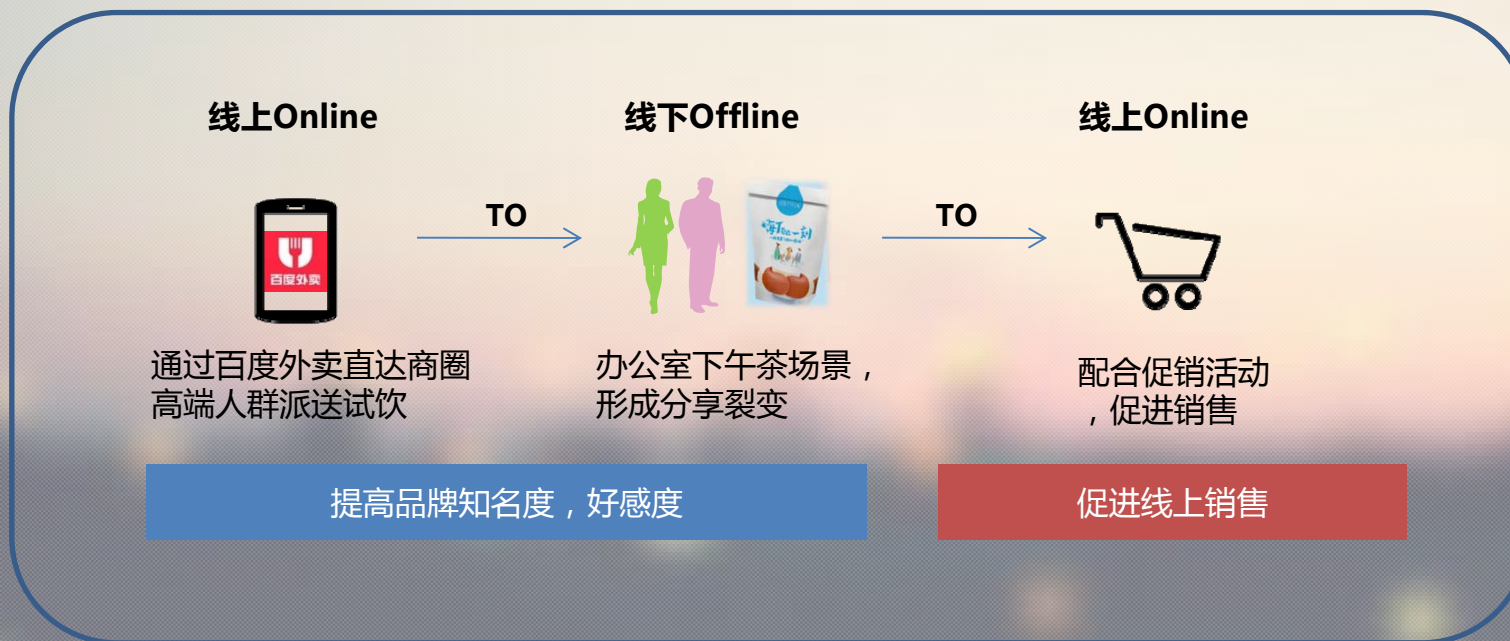 线上Online
线下Offline
线上Online
TO
TO
百度外卖
通过百度外卖直达商圈
高端人群派送试饮
办公室下午茶场景，
形成分享裂变
配合促销活动
，促进销售
提高品牌知名度，好感度
促进线上销售